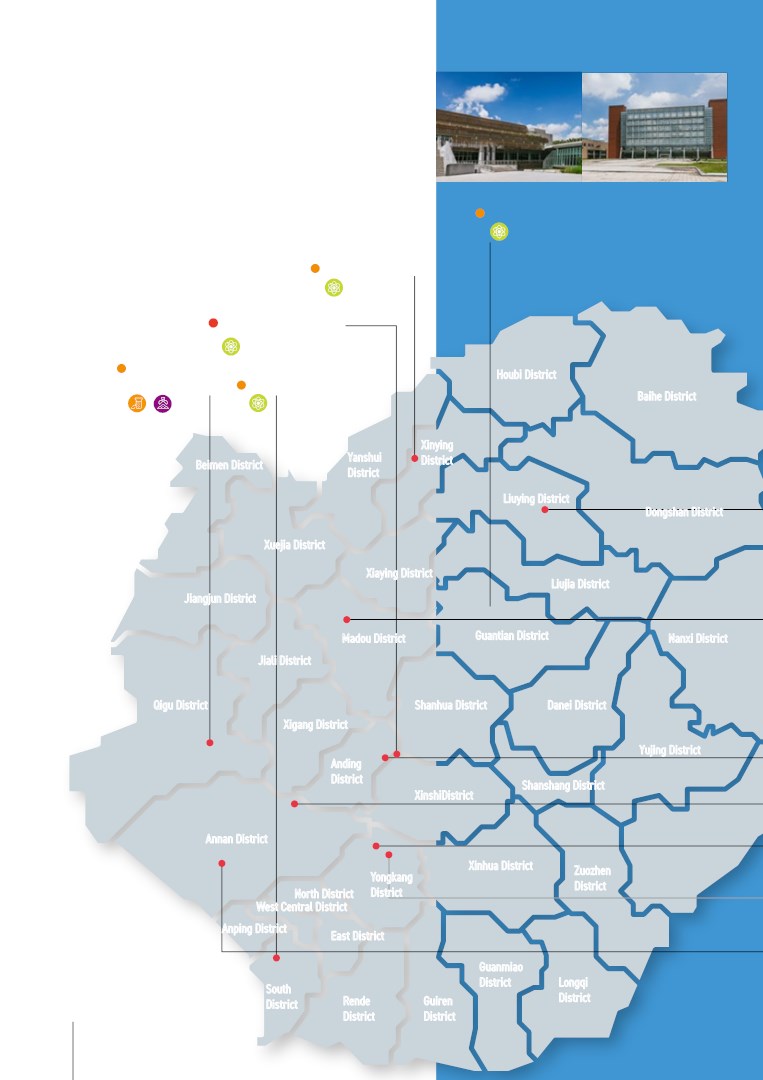 Houbi District
Baihe District
Xinying
District
Yanshui
District
Beimen District
Liuying District
Dongshan District
Xuejia District
Xiaying District
Liujia District
Jiangjun District
Madou District
Guantian District
Nanxi District
Jiali District
Qigu District
Shanhua District
Danei District
Xigang District
Yujing District
Anding
District
Shanshang District
XinshiDistrict
Annan District
Xinhua District
Zuozhen
District
Yongkang
District
North District
West Central District
Anping District
East District
Guanmiao
District
Longqi
District
South
District
Rende
District
Guiren
District